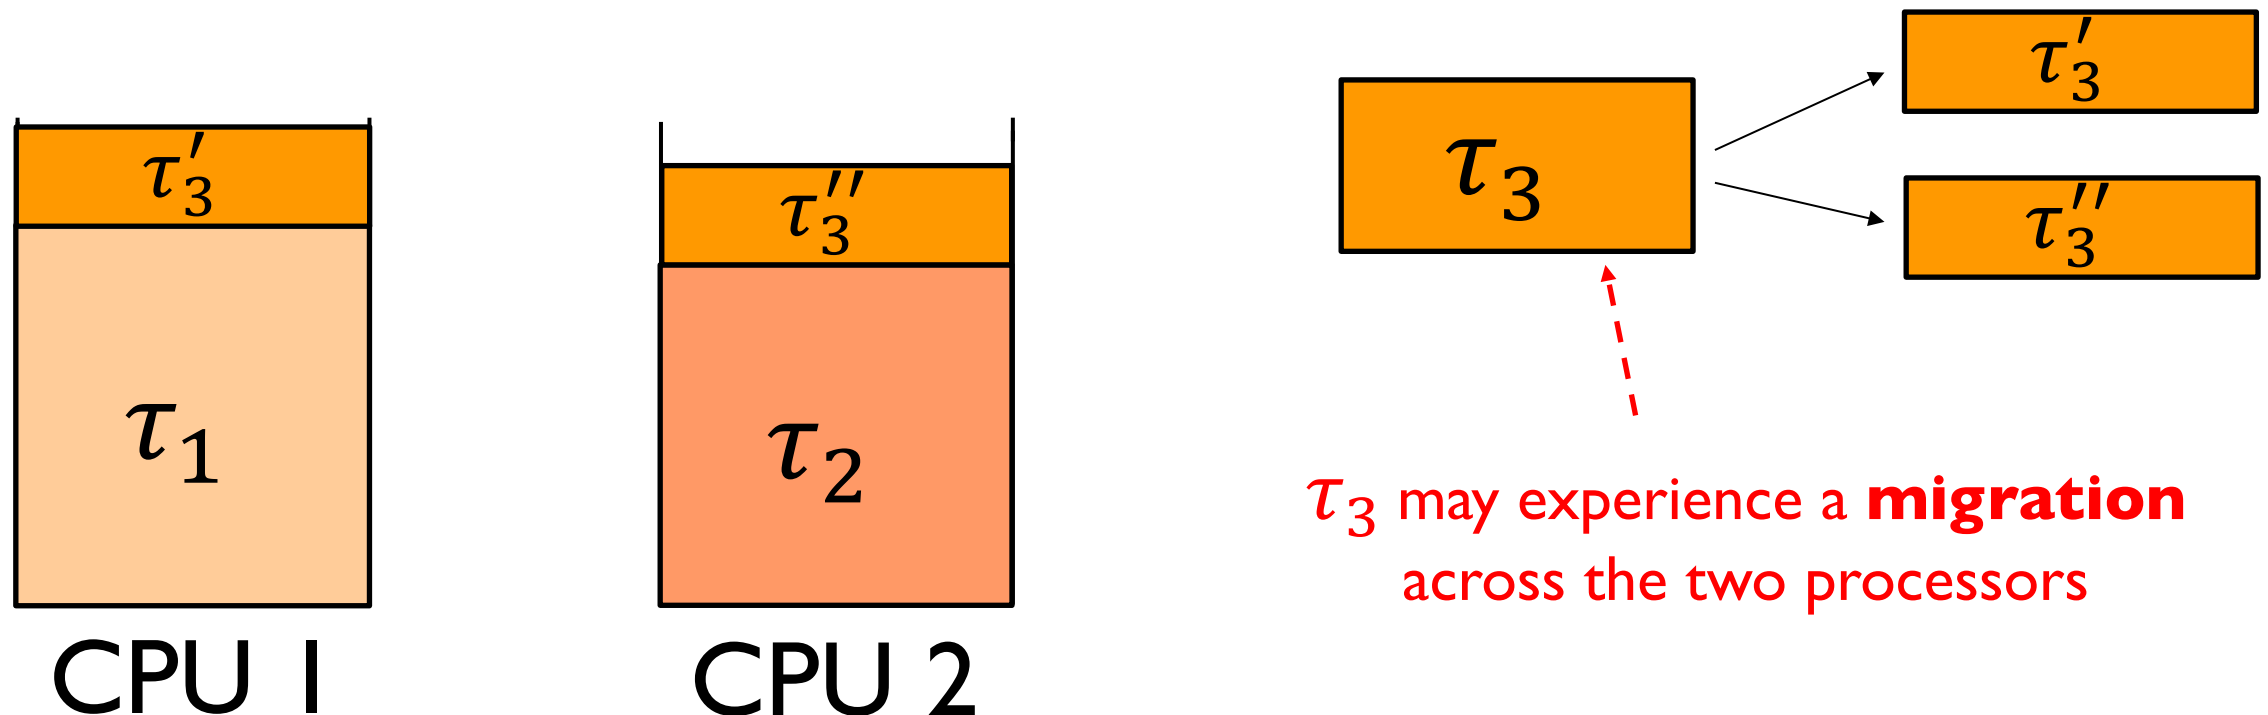 τ′₃
τ₁
CPU 1
τ″₃
τ₂
CPU 2
τ₃
τ′₃
τ″₃
τ₃ may experience a migration
across the two processors